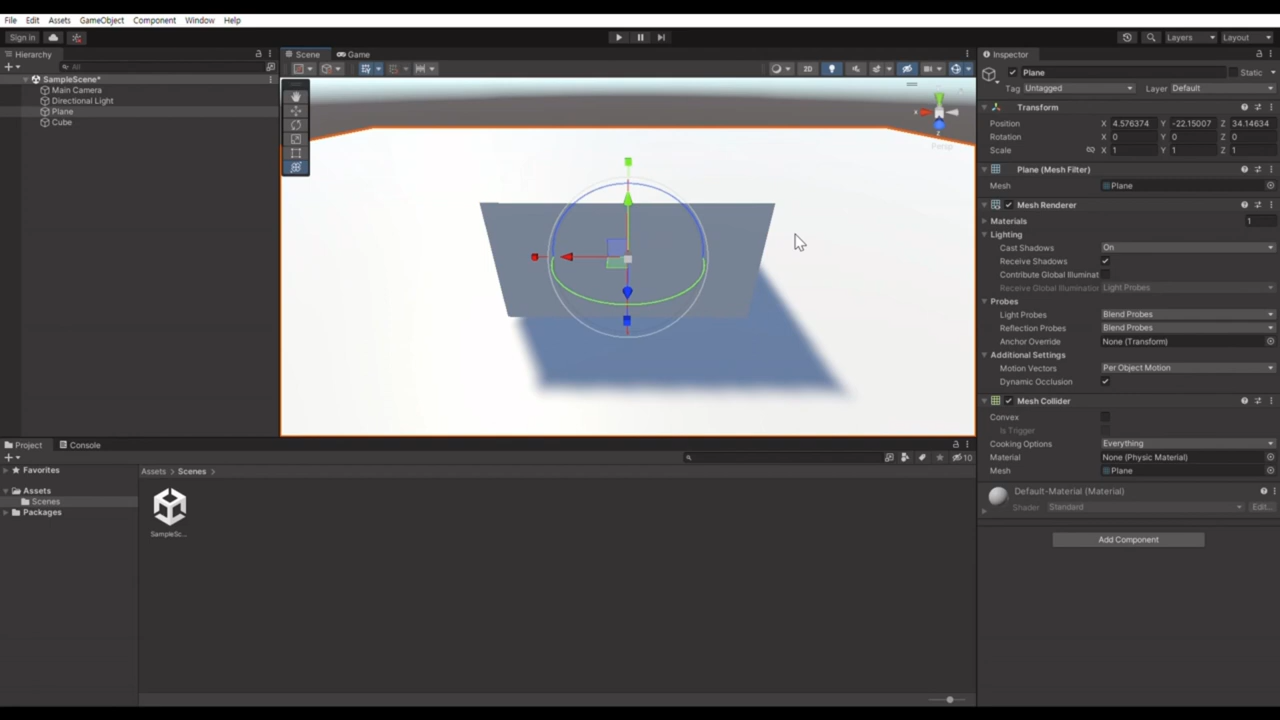 File Edit Assets GameObject Component Window Help
Sign in Layers Layout
Hierarchy
All
SampleScene*
Main Camera
Directional Light
Plane
Cube
Scene Game
2D
Persp
Inspector
Plane Static
Tag Untagged Layer Default
Transform
Position X 4.576374 Y -22.15007 Z 34.14634
Rotation X 0 Y 0 Z 0
Scale X 1 Y 1 Z 1
Plane (Mesh Filter)
Mesh Plane
Mesh Renderer
Materials 1
Lighting
Cast Shadows On
Receive Shadows
Contribute Global Illuminat
Receive Global Illumination Light Probes
Probes
Light Probes Blend Probes
Reflection Probes Blend Probes
Anchor Override None (Transform)
Additional Settings
Motion Vectors Per Object Motion
Dynamic Occlusion
Mesh Collider
Convex
Is Trigger
Cooking Options Everything
Material None (Physic Material)
Mesh Plane
Default-Material (Material)
Shader Standard Edit...
Add Component
Project Console
10
Favorites
Assets
Scenes
Packages
Assets > Scenes >
SampleSc...